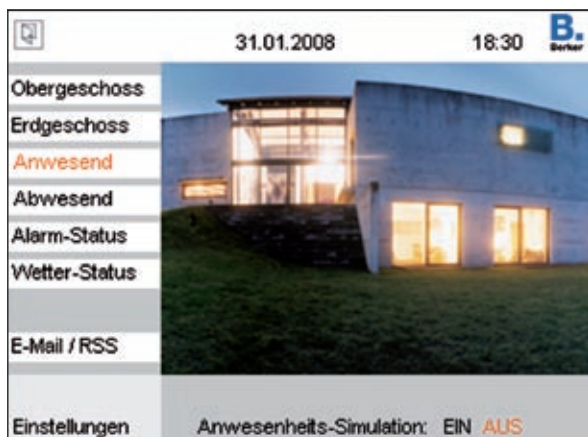 31.01.2008 18:30 B.
Berker
Obergeschoss
Erdgeschoss
Anwesend
Abwesend
Alarm-Status
Wetter-Status
E-Mail / RSS
Einstellungen Anwesenheits-Simulation: EIN AUS